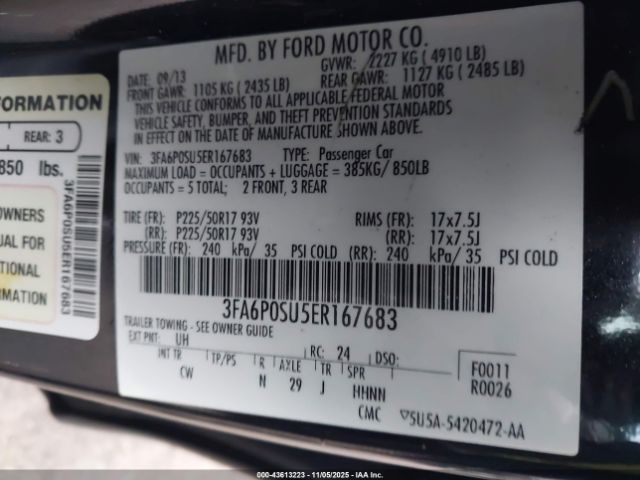 FORMATION
REAR: 3
850 lbs.
OWNERS
UAL FOR
TIONAL
ORMATION
3FA6P0SU5ER167683
MFD. BY FORD MOTOR CO.
DATE: 09/13 GVWR: 2227 KG ( 4910 LB)
FRONT GAWR: 1105 KG ( 2435 LB) REAR GAWR: 1127 KG ( 2485 LB)
THIS VEHICLE CONFORMS TO ALL APPLICABLE FEDERAL MOTOR
VEHICLE SAFETY, BUMPER, AND THEFT PREVENTION STANDARDS
IN EFFECT ON THE DATE OF MANUFACTURE SHOWN ABOVE.
VIN: 3FA6P0SU5ER167683 TYPE: Passenger Car
MAXIMUM LOAD = OCCUPANTS + LUGGAGE = 385KG/ 850LB
OCCUPANTS = 5 TOTAL; 2 FRONT, 3 REAR
TIRE (FR): P225/50R17 93V RIMS (FR): 17x7.5J
(RR): P225/50R17 93V (RR): 17x7.5J
PRESSURE (FR): 240 kPa/ 35 PSI COLD (RR): 240 kPa/ 35 PSI COLD
3FA6P0SU5ER167683
TRAILER TOWING - SEE OWNER GUIDE
EXT PNT: UH RC: 24 DSO: F0011
INT TR TP/PS R AXLE TR SPR R0026
CW N 29 J HHNN
CMC ▽SUSA-5420472-AA
000-43613223 - 11/05/2025 - IAA Inc.